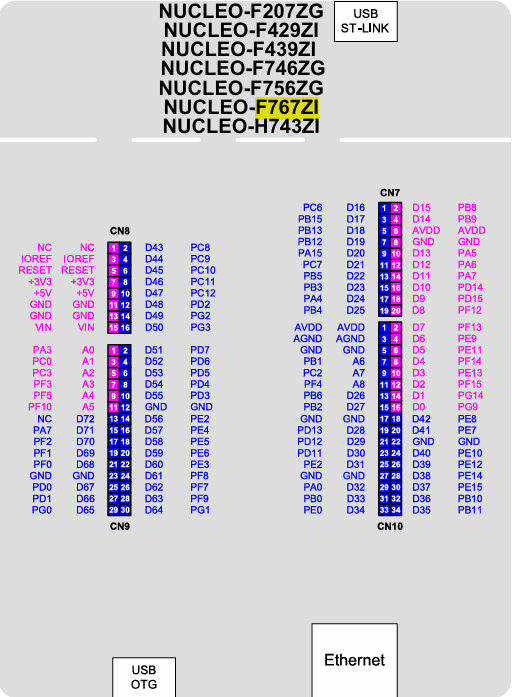 NUCLEO-F207ZG
NUCLEO-F429ZI
NUCLEO-F439ZI
NUCLEO-F746ZG
NUCLEO-F756ZG
NUCLEO-F767ZI
NUCLEO-H743ZI
USB
ST-LINK
CN8
NC NC 1 2 D43 PC8
IOREF IOREF 3 4 D44 PC9
RESET RESET 5 6 D45 PC10
+3V3 +3V3 7 8 D46 PC11
+5V +5V 9 10 D47 PC12
GND GND 11 12 D48 PD2
GND GND 13 14 D49 PG2
VIN VIN 15 16 D50 PG3
PA3 A0 1 2 D51 PD7
PC0 A1 3 4 D52 PD6
PC3 A2 5 6 D53 PD5
PF3 A3 7 8 D54 PD4
PF5 A4 9 10 D55 PD3
PF10 A5 11 12 GND GND
NC D72 13 14 D56 PE2
PA7 D71 15 16 D57 PE4
PF2 D70 17 18 D58 PE5
PF1 D69 19 20 D59 PE6
PF0 D68 21 22 D60 PE3
GND GND 23 24 D61 PF8
PD0 D67 25 26 D62 PF7
PD1 D66 27 28 D63 PF9
PG0 D65 29 30 D64 PG1
CN9
CN7
PC6 D16 1 2 D15 PB8
PB15 D17 3 4 D14 PB9
PB13 D18 5 6 AVDD AVDD
PB12 D19 7 8 GND GND
PA15 D20 9 10 D13 PA5
PC7 D21 11 12 D12 PA6
PB5 D22 13 14 D11 PA7
PB3 D23 15 16 D10 PD14
PA4 D24 17 18 D9 PD15
PB4 D25 19 20 D8 PF12
AVDD AVDD 1 2 D7 PF13
AGND AGND 3 4 D6 PE9
GND GND 5 6 D5 PE11
PB1 A6 7 8 D4 PF14
PC2 A7 9 10 D3 PE13
PF4 A8 11 12 D2 PF15
PB6 D26 13 14 D1 PG14
PB2 D27 15 16 D0 PG9
GND GND 17 18 D42 PE8
PD13 D28 19 20 D41 PE7
PD12 D29 21 22 GND GND
PD11 D30 23 24 D40 PE10
PE2 D31 25 26 D39 PE12
GND GND 27 28 D38 PE14
PA0 D32 29 30 D37 PE15
PB0 D33 31 32 D36 PB10
PE0 D34 33 34 D35 PB11
CN10
USB
OTG
Ethernet